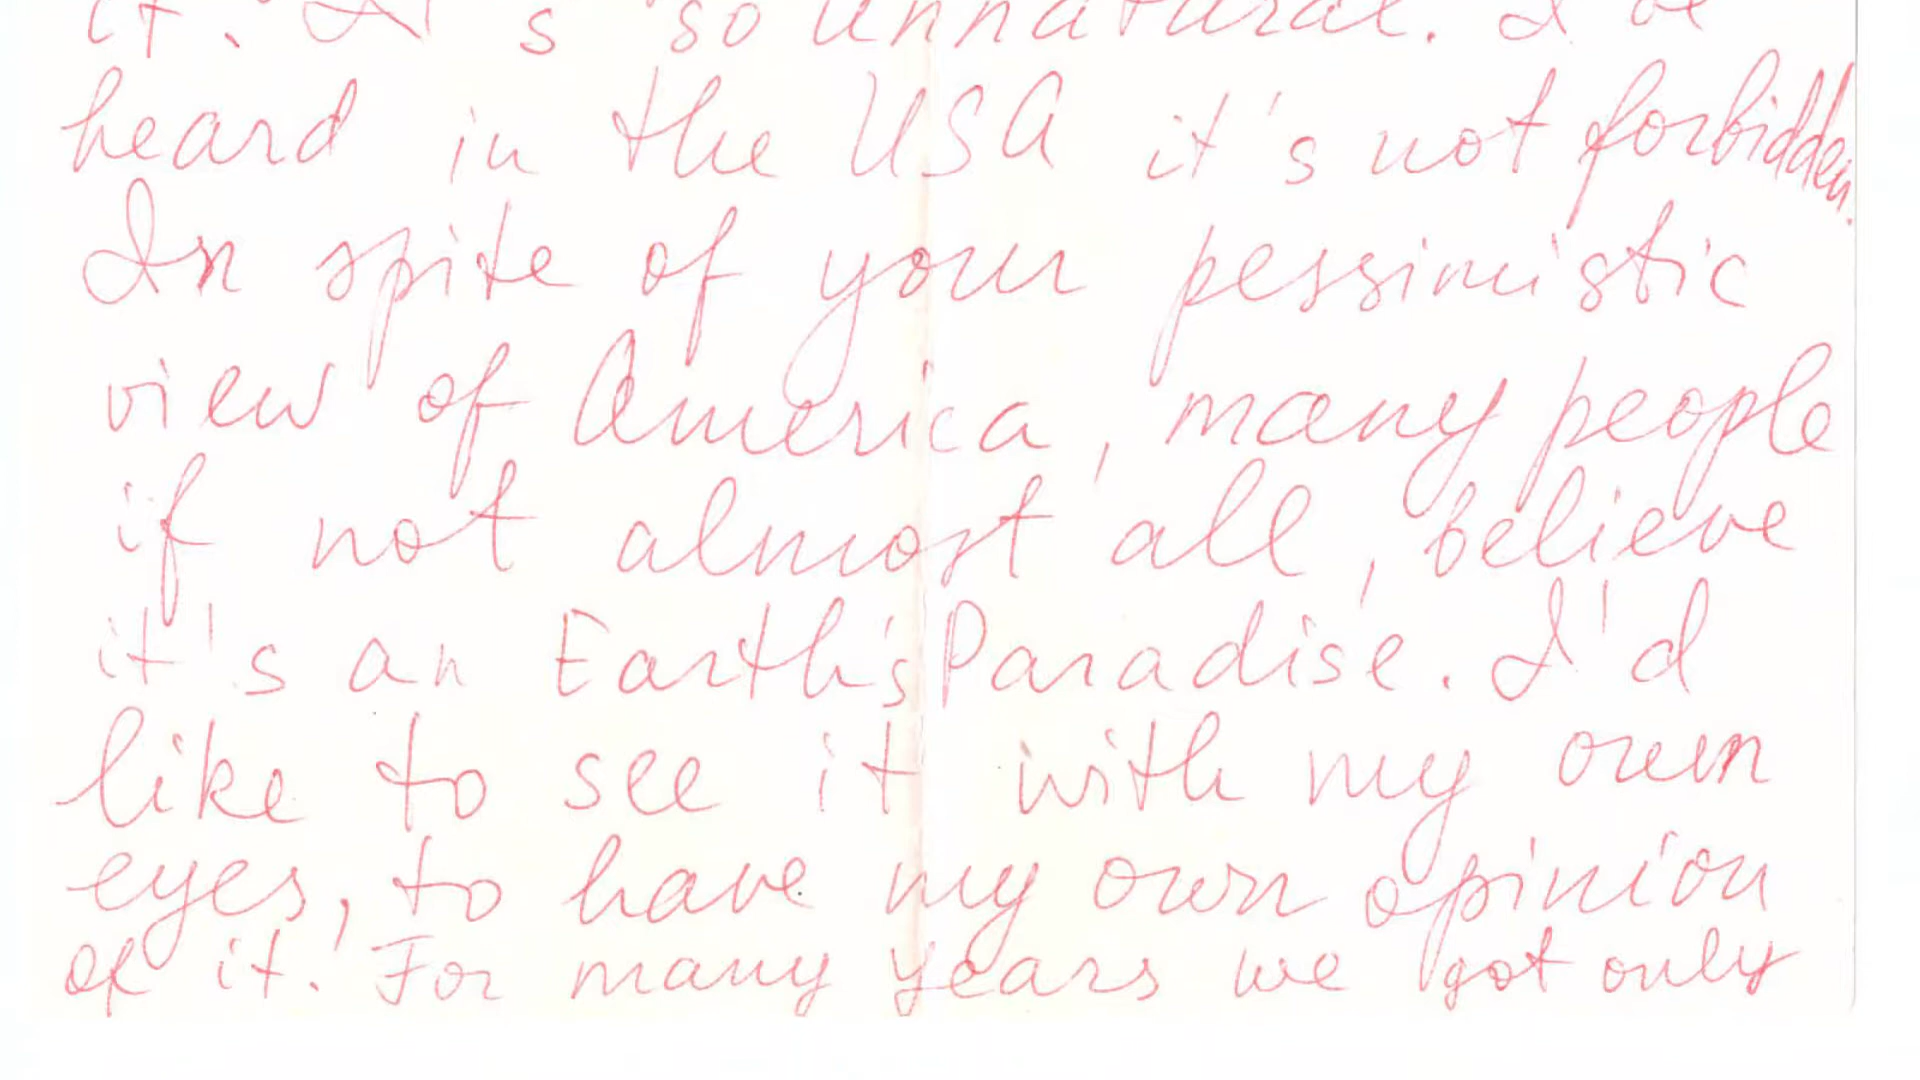 it. It's so unnatural. I've
heard in the USA it's not forbidden.
In spite of your pessimistic
view of America, many people
if not almost all, believe
it's an Earth's Paradise. I'd
like to see it with my own
eyes, to have my own opinion
of it. For many years we got only